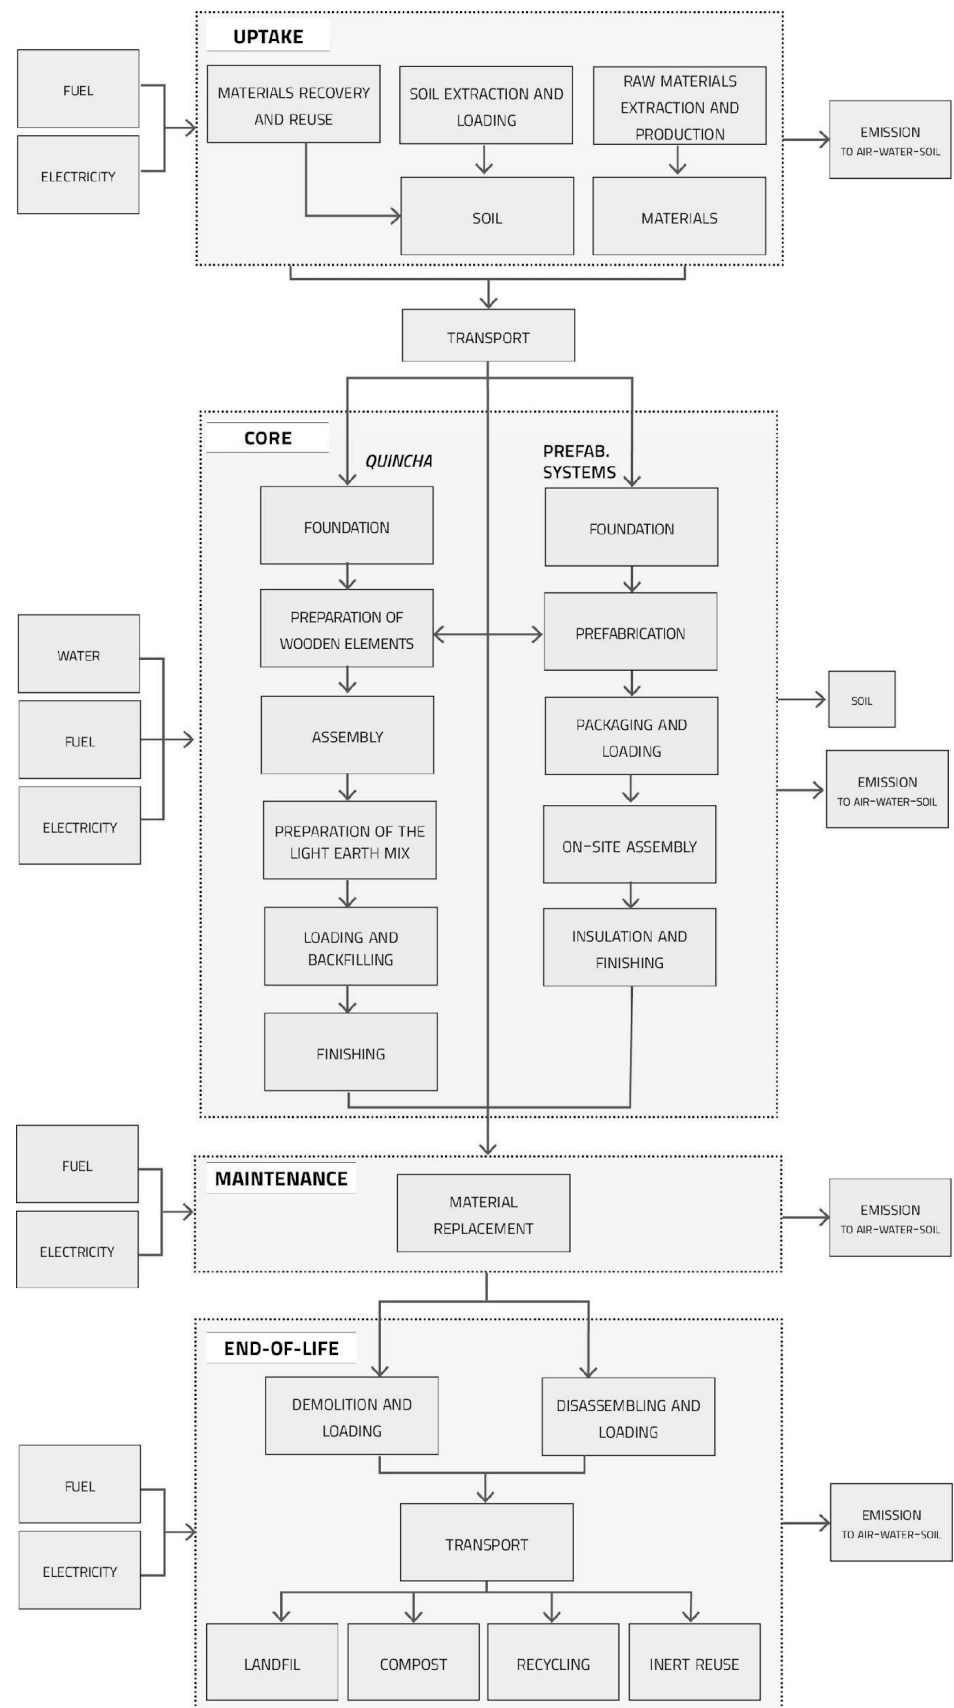 UPTAKE
FUEL
ELECTRICITY
MATERIALS RECOVERY
AND REUSE
SOIL EXTRACTION AND
LOADING
RAW MATERIALS
EXTRACTION AND
PRODUCTION
SOIL
MATERIALS
EMISSION
TO AIR-WATER-SOIL
TRANSPORT
CORE
QUINCHA
PREFAB.
SYSTEMS
FOUNDATION
FOUNDATION
PREPARATION OF
WOODEN ELEMENTS
PREFABRICATION
ASSEMBLY
PACKAGING AND
LOADING
PREPARATION OF THE
LIGHT EARTH MIX
ON-SITE ASSEMBLY
LOADING AND
BACKFILLING
INSULATION AND
FINISHING
FINISHING
WATER
FUEL
ELECTRICITY
SOIL
EMISSION
TO AIR-WATER-SOIL
MAINTENANCE
FUEL
ELECTRICITY
MATERIAL
REPLACEMENT
EMISSION
TO AIR-WATER-SOIL
END-OF-LIFE
DEMOLITION AND
LOADING
DISASSEMBLING AND
LOADING
FUEL
ELECTRICITY
TRANSPORT
EMISSION
TO AIR-WATER-SOIL
LANDFIL
COMPOST
RECYCLING
INERT REUSE